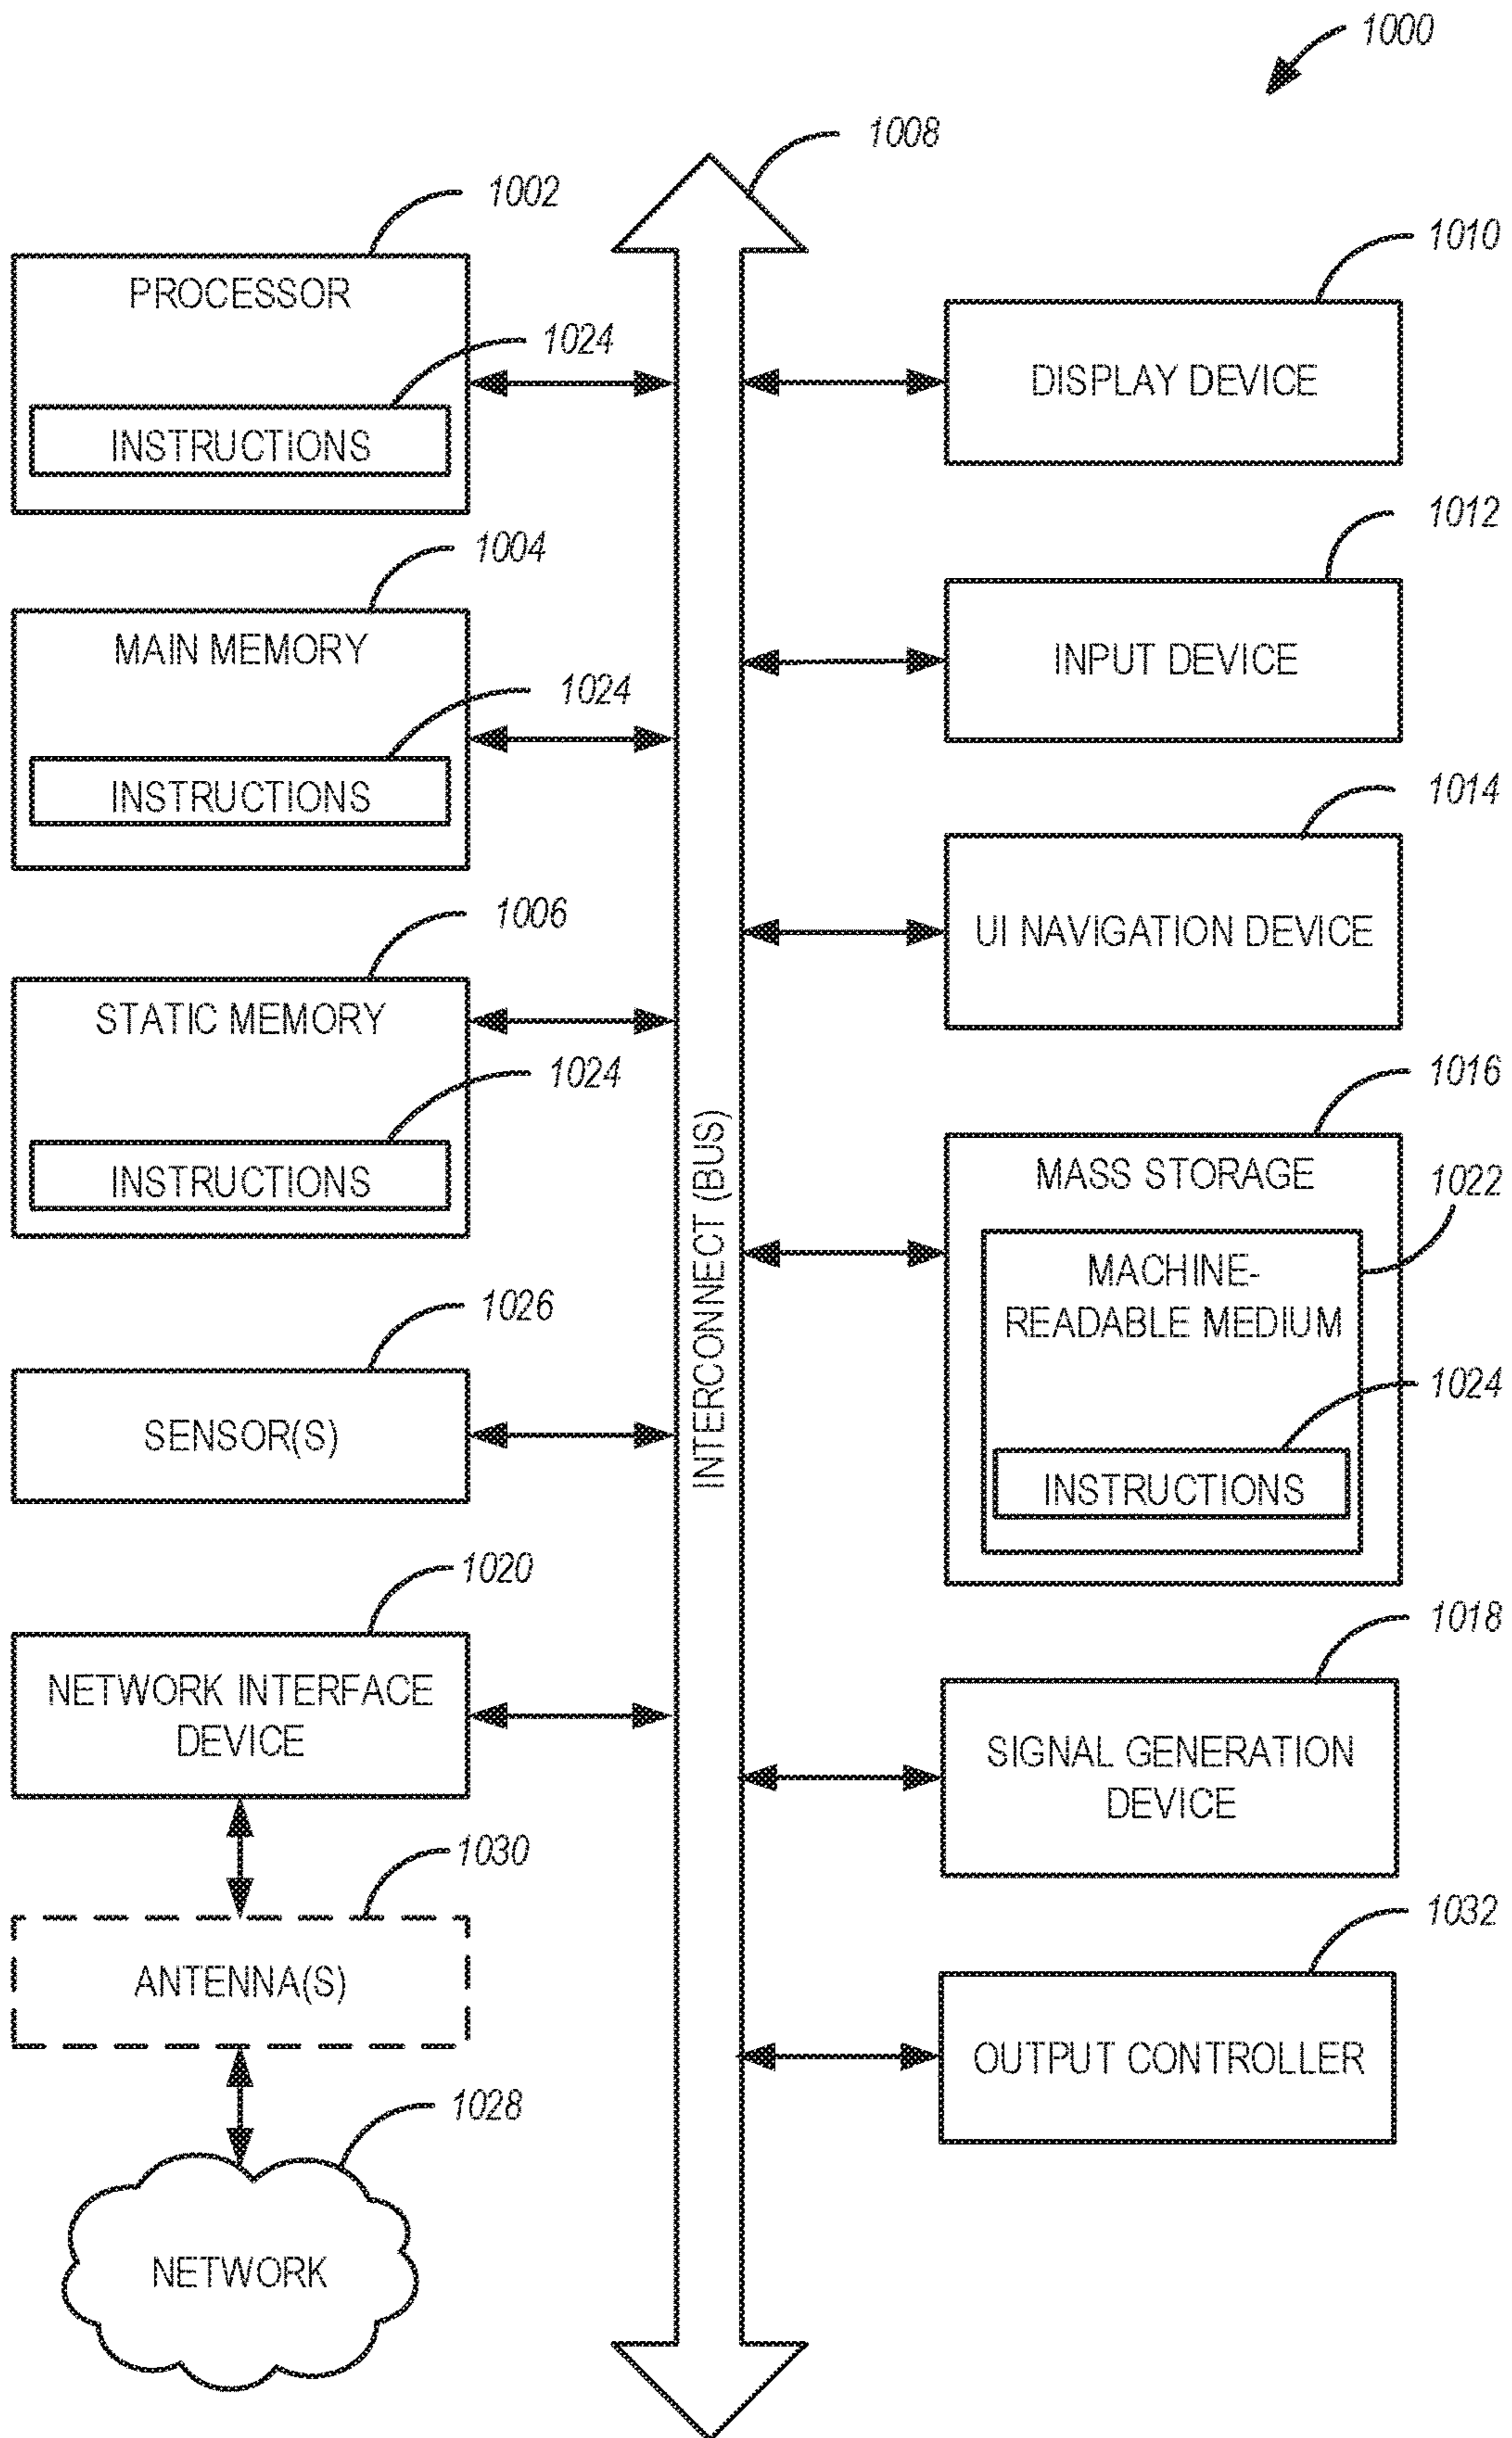 1000
1008
1002
PROCESSOR
1024
INSTRUCTIONS
1004
MAIN MEMORY
1024
INSTRUCTIONS
1006
STATIC MEMORY
1024
INSTRUCTIONS
1026
SENSOR(S)
1020
NETWORK INTERFACE
DEVICE
1030
ANTENNA(S)
1028
NETWORK
INTERCONNECT (BUS)
1010
DISPLAY DEVICE
1012
INPUT DEVICE
1014
UI NAVIGATION DEVICE
1016
MASS STORAGE
1022
MACHINE-
READABLE MEDIUM
1024
INSTRUCTIONS
1018
SIGNAL GENERATION
DEVICE
1032
OUTPUT CONTROLLER